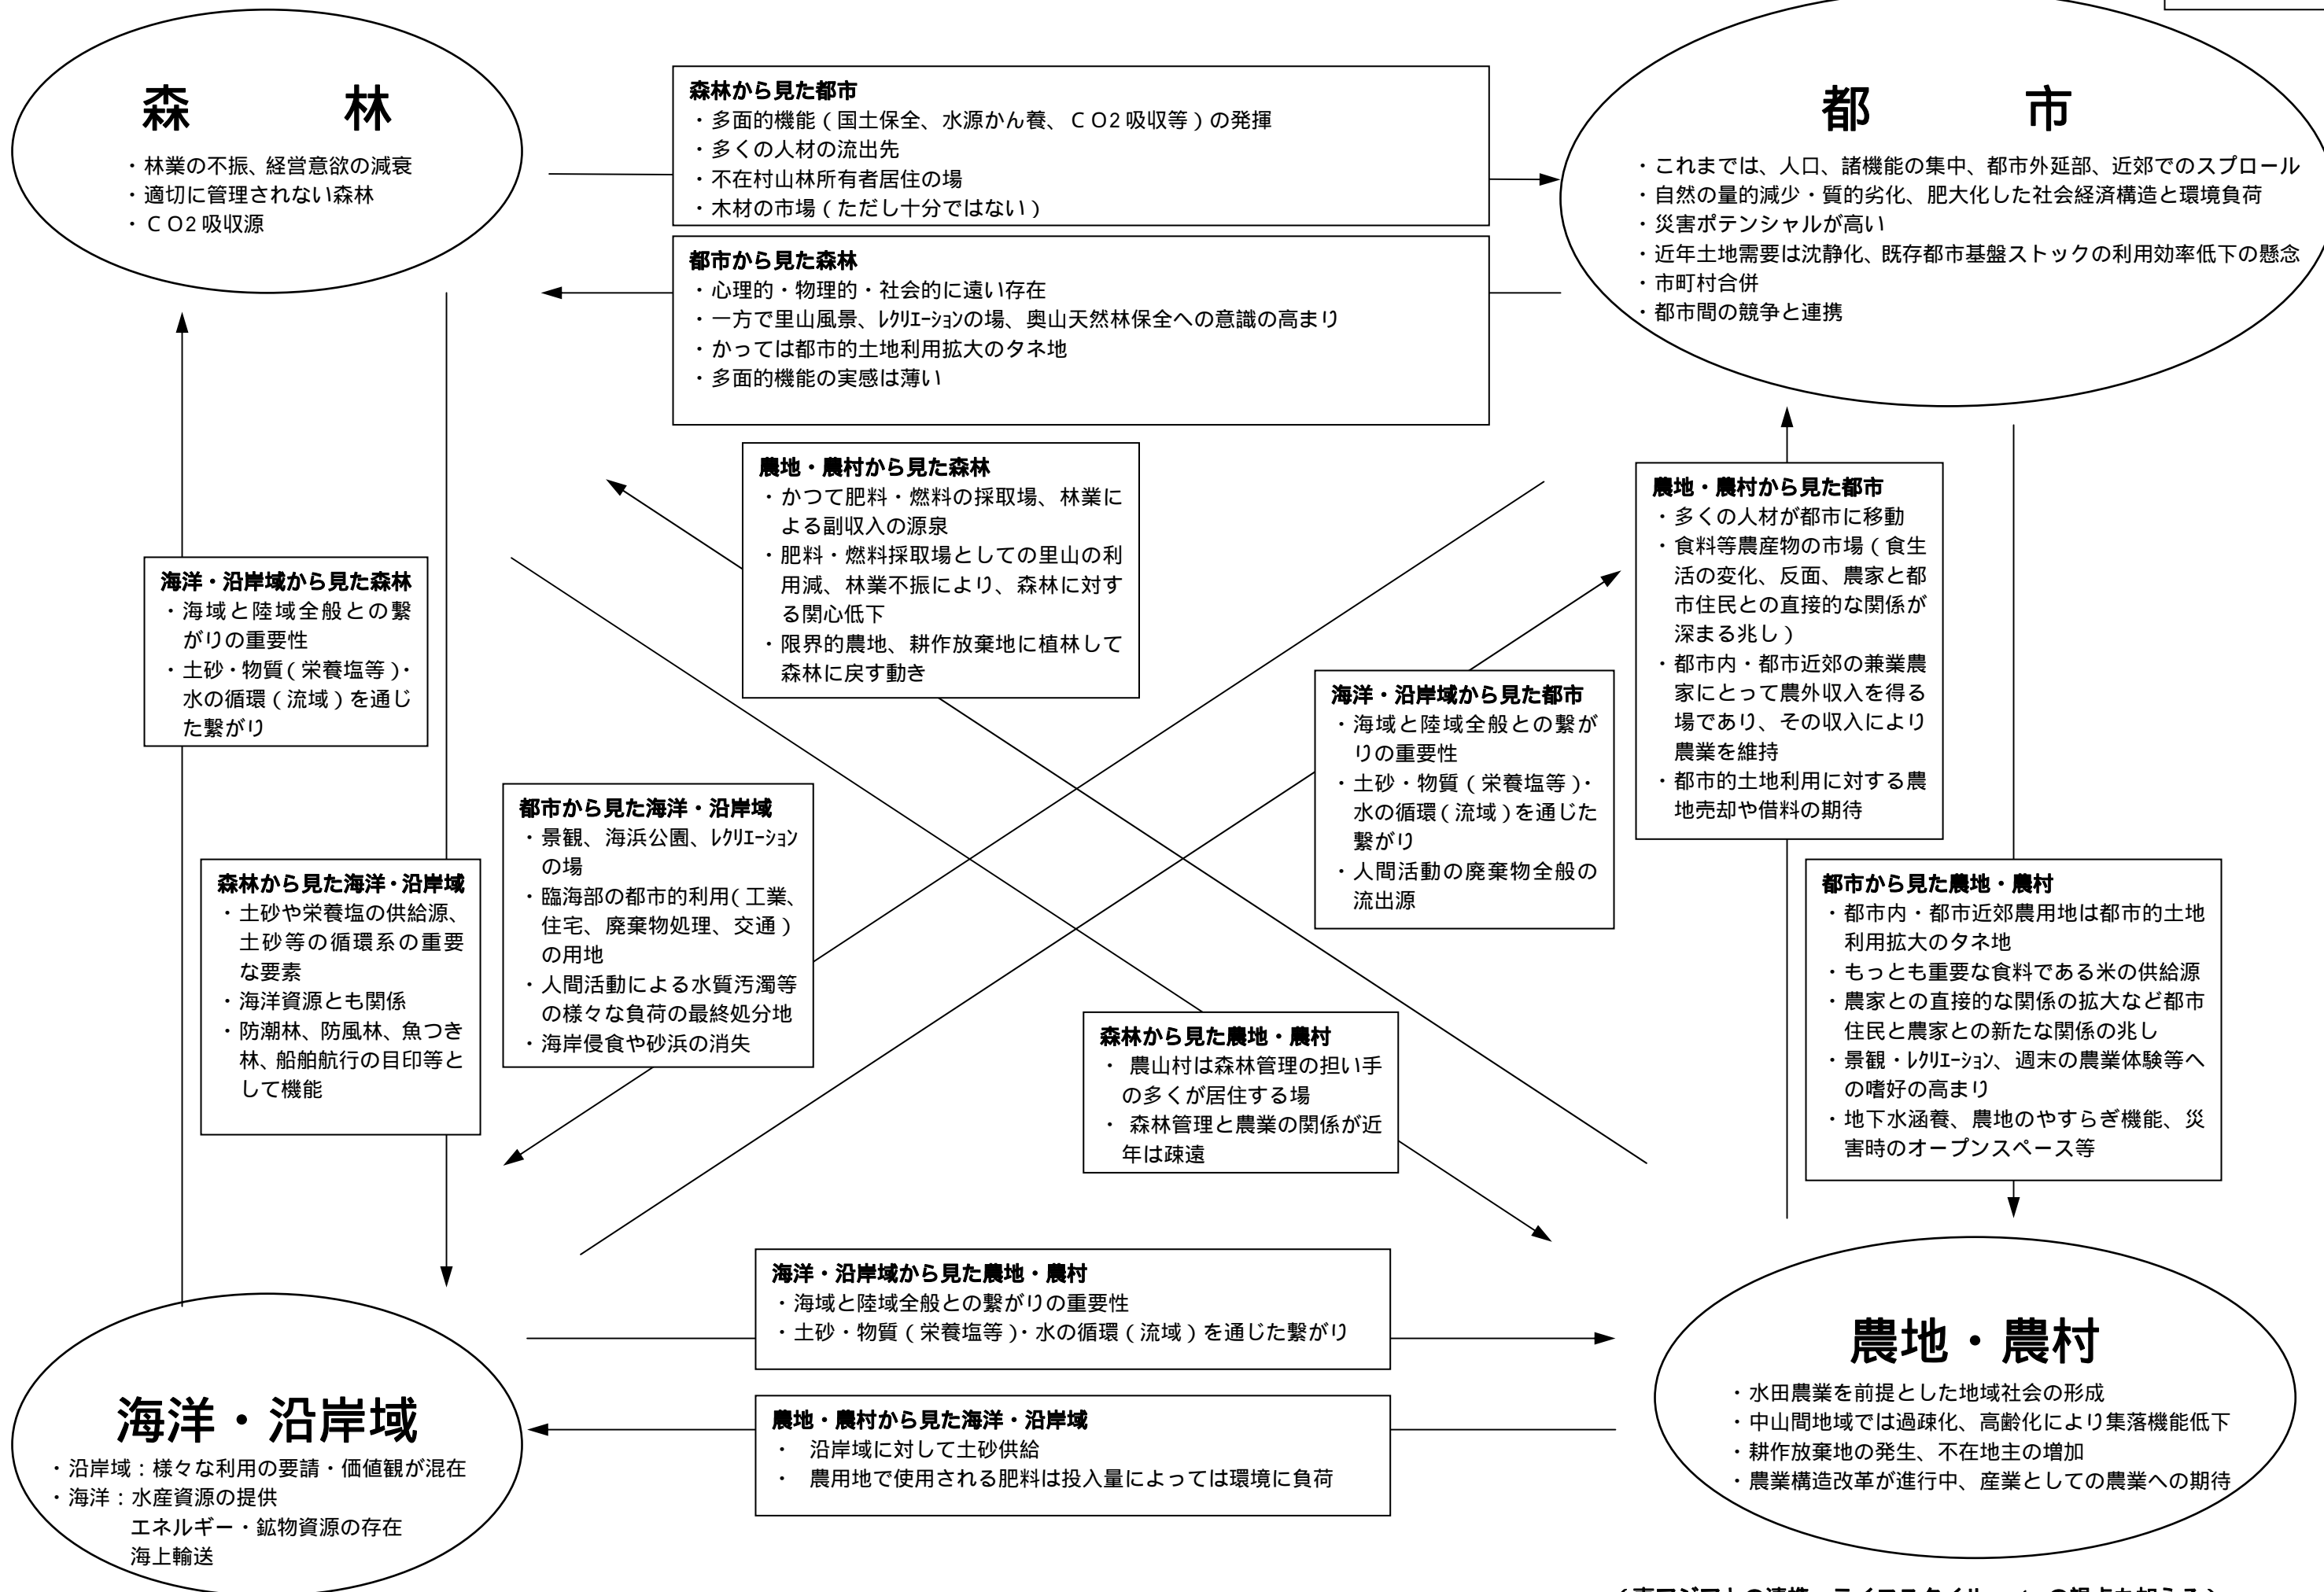 森　林
・林業の不振、経営意欲の減衰
・適切に管理されない森林
・ＣＯ2吸収源
森林から見た都市
・多面的機能（国土保全、水源かん養、ＣＯ2吸収等）の発揮
・多くの人材の流出先
・不在村山林所有者居住の場
・木材の市場（ただし十分ではない）
都市から見た森林
・心理的・物理的・社会的に遠い存在
・一方で里山風景、ﾚｸﾘｴｰｼｮﾝの場、奥山天然林保全への意識の高まり
・かっては都市的土地利用拡大のタネ地
・多面的機能の実感は薄い
都　市
・これまでは、人口、諸機能の集中、都市外延部、近郊でのスプロール
・自然の量的減少・質的劣化、肥大化した社会経済構造と環境負荷
・災害ポテンシャルが高い
・近年土地需要は沈静化、既存都市基盤ストックの利用効率低下の懸念
・市町村合併
・都市間の競争と連携
農地・農村から見た森林
・かつて肥料・燃料の採取場、林業に
よる副収入の源泉
・肥料・燃料採取場としての里山の利
用減、林業不振により、森林に対す
る関心低下
・限界的農地、耕作放棄地に植林して
森林に戻す動き
農地・農村から見た都市
・多くの人材が都市に移動
・食料等農産物の市場（食生
活の変化、反面、農家と都
市住民との直接的な関係が
深まる兆し）
・都市内・都市近郊の兼業農
家にとって農外収入を得る
場であり、その収入により
農業を維持
・都市的土地利用に対する農
地売却や借料の期待
海洋・沿岸域から見た森林
・海域と陸域全般との繋
がりの重要性
・土砂・物質（栄養塩等）・
水の循環（流域）を通じ
た繋がり
海洋・沿岸域から見た都市
・海域と陸域全般との繋が
りの重要性
・土砂・物質（栄養塩等）・
水の循環（流域）を通じた
繋がり
・人間活動の廃棄物全般の
流出源
都市から見た海洋・沿岸域
・景観、海浜公園、ﾚｸﾘｴｰｼｮﾝ
の場
・臨海部の都市的利用（工業、
住宅、廃棄物処理、交通）
の用地
・人間活動による水質汚濁等
の様々な負荷の最終処分地
・海岸侵食や砂浜の消失
森林から見た海洋・沿岸域
・土砂や栄養塩の供給源、
土砂等の循環系の重要
な要素
・海洋資源とも関係
・防潮林、防風林、魚つき
林、船舶航行の目印等と
して機能
都市から見た農地・農村
・都市内・都市近郊農用地は都市的土地
利用拡大のタネ地
・もっとも重要な食料である米の供給源
・農家との直接的な関係の拡大など都市
住民と農家との新たな関係の兆し
・景観・ﾚｸﾘｴｰｼｮﾝ、週末の農業体験等へ
の嗜好の高まり
・地下水涵養、農地のやすらぎ機能、災
害時のオープンスペース等
森林から見た農地・農村
・ 農山村は森林管理の担い手
の多くが居住する場
・ 森林管理と農業の関係が近
年は疎遠
海洋・沿岸域から見た農地・農村
・海域と陸域全般との繋がりの重要性
・土砂・物質（栄養塩等）・水の循環（流域）を通じた繋がり
農地・農村から見た海洋・沿岸域
・ 沿岸域に対して土砂供給
・ 農用地で使用される肥料は投入量によっては環境に負荷
海洋・沿岸域
・沿岸域：様々な利用の要請・価値観が混在
・海洋：水産資源の提供
エネルギー・鉱物資源の存在
海上輸送
農地・農村
・水田農業を前提とした地域社会の形成
・中山間地域では過疎化、高齢化により集落機能低下
・耕作放棄地の発生、不在地主の増加
・農業構造改革が進行中、産業としての農業への期待